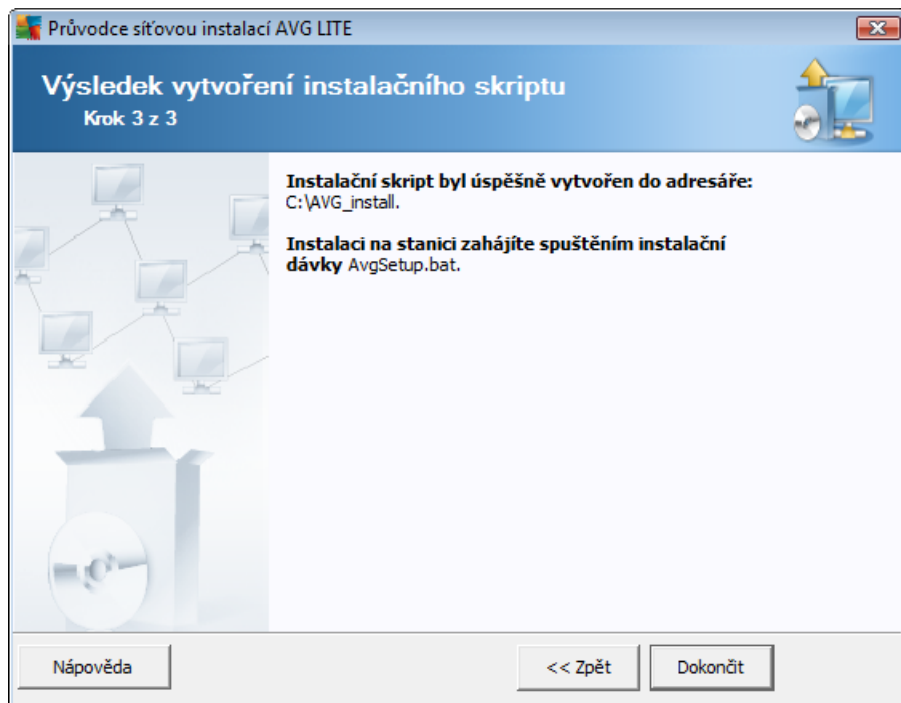 Průvodce síťovou instalací AVG LITE
Výsledek vytvoření instalačního skriptu
Krok 3 z 3
Instalační skript byl úspěšně vytvořen do adresáře:
C:\AVG_install.
Instalaci na stanici zahájíte spuštěním instalační
dávky AvgSetup.bat.
Nápověda
<< Zpět
Dokončit